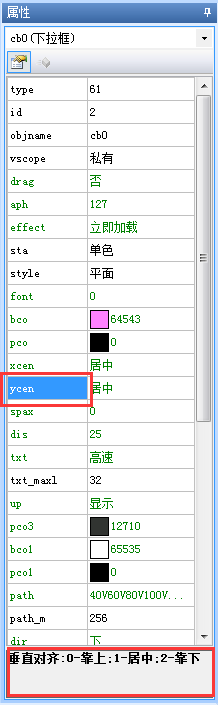 属性
cb0(下拉框)
type 61
id 2
objname cb0
vscope 私有
drag 否
aph 127
effect 立即加载
sta 单色
style 平面
font 0
bco 64543
pco 0
xcen 居中
ycen 居中
spax 0
dis 25
txt 高速
txt_maxl 32
up 显示
pco3 12710
bco1 65535
pco1 0
path 40V60V80V100V...
path_m 256
dir 下
垂直对齐:0-靠上;1-居中;2-靠下